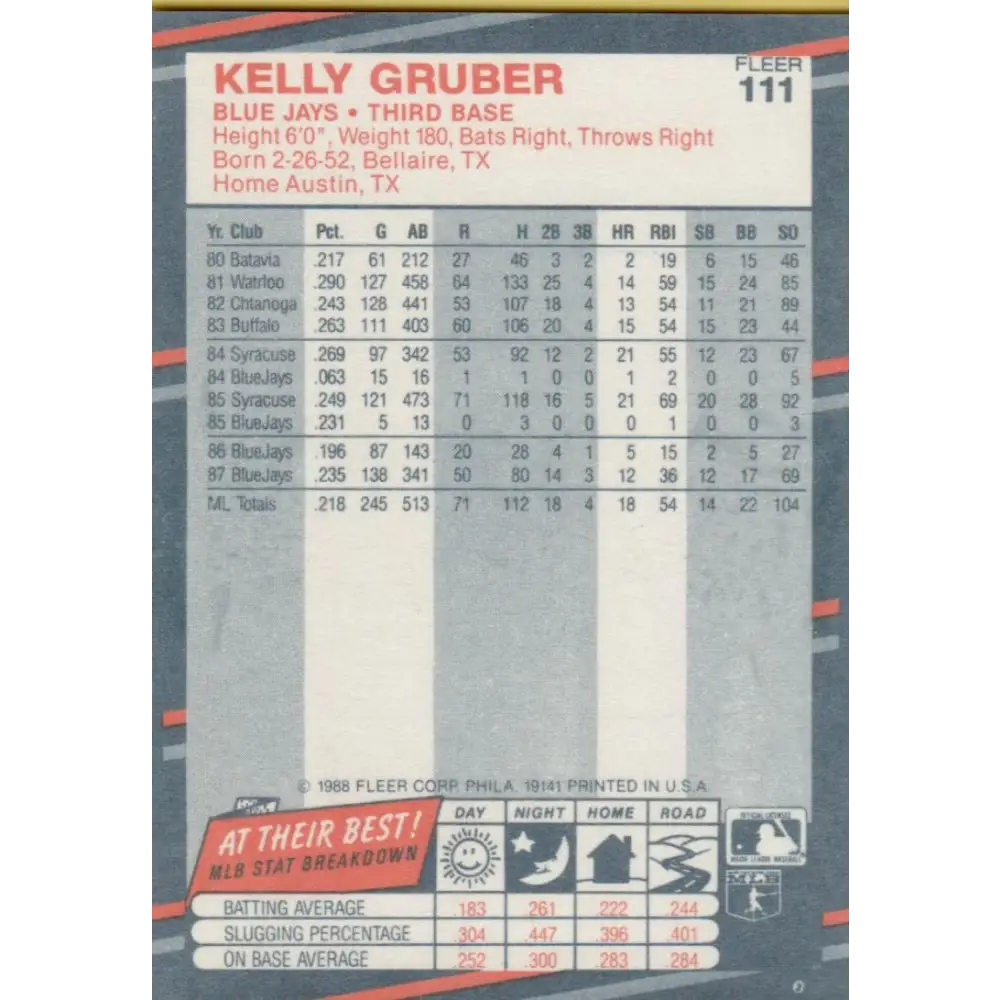 KELLY GRUBER
FLEER
111
BLUE JAYS • THIRD BASE
Height 6'0", Weight 180, Bats Right, Throws Right
Born 2-26-52, Bellaire, TX
Home Austin, TX
Yr. Club Pct. G AB R H 2B 3B HR RBI SB BB SO
80 Batavia .217 61 212 27 46 3 2 2 19 6 15 46
81 Watrloo .290 127 458 64 133 25 4 14 59 15 24 85
82 Chtanoga .243 128 441 53 107 18 4 13 54 11 21 89
83 Buffalo .263 111 403 60 106 20 4 15 54 15 23 44
84 Syracuse .269 97 342 53 92 12 2 21 55 12 23 67
84 BlueJays .063 15 16 1 1 0 0 1 2 0 0 5
85 Syracuse .249 121 473 71 118 16 5 21 69 20 28 92
85 BlueJays .231 5 13 0 3 0 0 0 1 0 0 3
86 BlueJays .196 87 143 20 28 4 1 5 15 2 5 27
87 BlueJays .235 138 341 50 80 14 3 12 36 12 17 69
ML Totals .218 245 513 71 112 18 4 18 54 14 22 104
© 1988 FLEER CORP. PHILA. 19141 PRINTED IN U.S.A.
AT THEIR BEST!
MLB STAT BREAKDOWN
DAY NIGHT HOME ROAD
BATTING AVERAGE .183 .261 .222 .244
SLUGGING PERCENTAGE .304 .447 .396 .401
ON BASE AVERAGE .252 .300 .283 .284
OFFICIAL LICENSEE
MAJOR LEAGUE BASEBALL
MLB